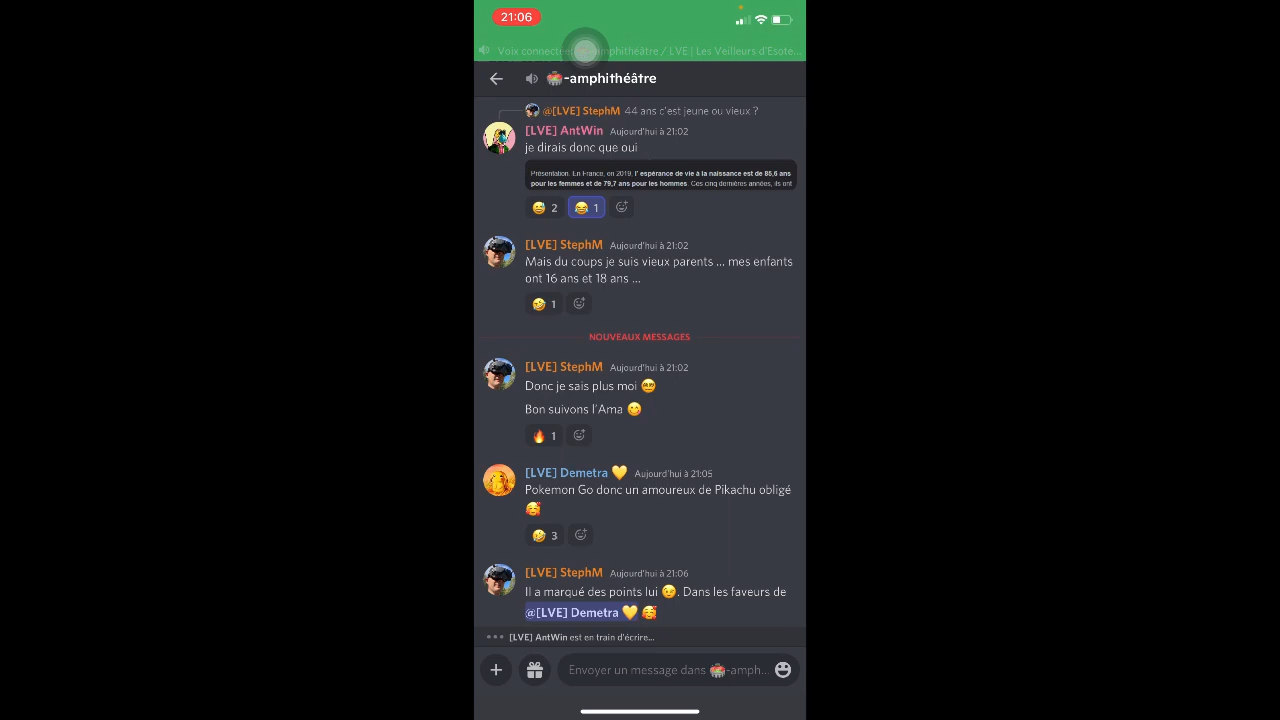 21:06
Voix connectée amphithéâtre / LVE | Les Veilleurs d'Esote...
-amphithéâtre
@[LVE] StephM 44 ans c'est jeune ou vieux ?
[LVE] AntWin Aujourd'hui à 21:02
je dirais donc que oui
Présentation. En France, en 2019, l' espérance de vie à la naissance est de 85,6 ans
pour les femmes et de 79,7 ans pour les hommes. Ces cinq dernières années, ils ont
😅 2 😂 1
[LVE] StephM Aujourd'hui à 21:02
Mais du coups je suis vieux parents ... mes enfants
ont 16 ans et 18 ans ...
🤣 1
NOUVEAUX MESSAGES
[LVE] StephM Aujourd'hui à 21:02
Donc je sais plus moi 🤓
Bon suivons l'Ama 😋
🔥 1
[LVE] Demetra 💛 Aujourd'hui à 21:05
Pokemon Go donc un amoureux de Pikachu obligé
🥰
🤣 3
[LVE] StephM Aujourd'hui à 21:06
Il a marqué des points lui 😉. Dans les faveurs de
@[LVE] Demetra 💛 🥰
[LVE] AntWin est en train d'écrire...
Envoyer un message dans -amph...